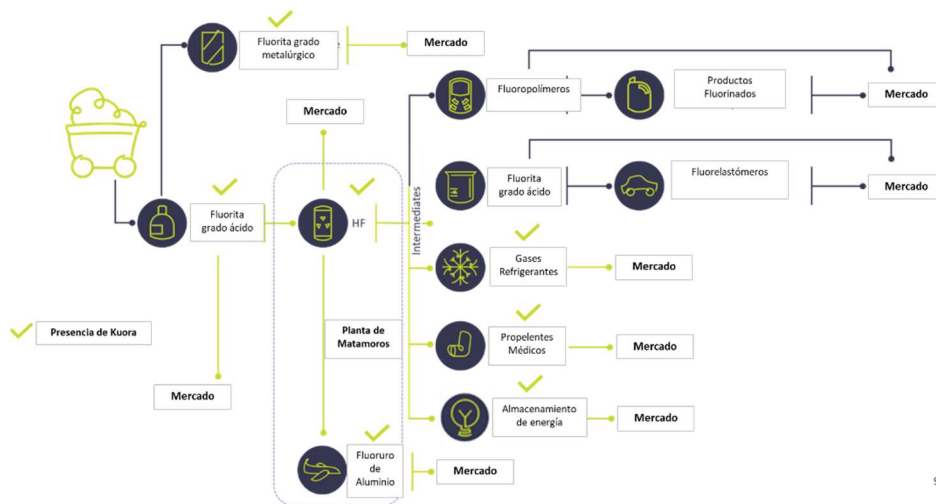 Fluorita grado
metalúrgico
Mercado
Mercado
Fluoropolímeros
Productos
Fluorinados
Mercado
Fluorita
grado ácido
HF
Intermediates
Fluorita
grado ácido
Fluorelastómeros
Mercado
Gases
Refrigerantes
Mercado
Presencia de Kuora
Planta de
Matamoros
Propelentes
Médicos
Mercado
Mercado
Almacenamiento
de energía
Mercado
Fluoruro
de
Aluminio
Mercado
9